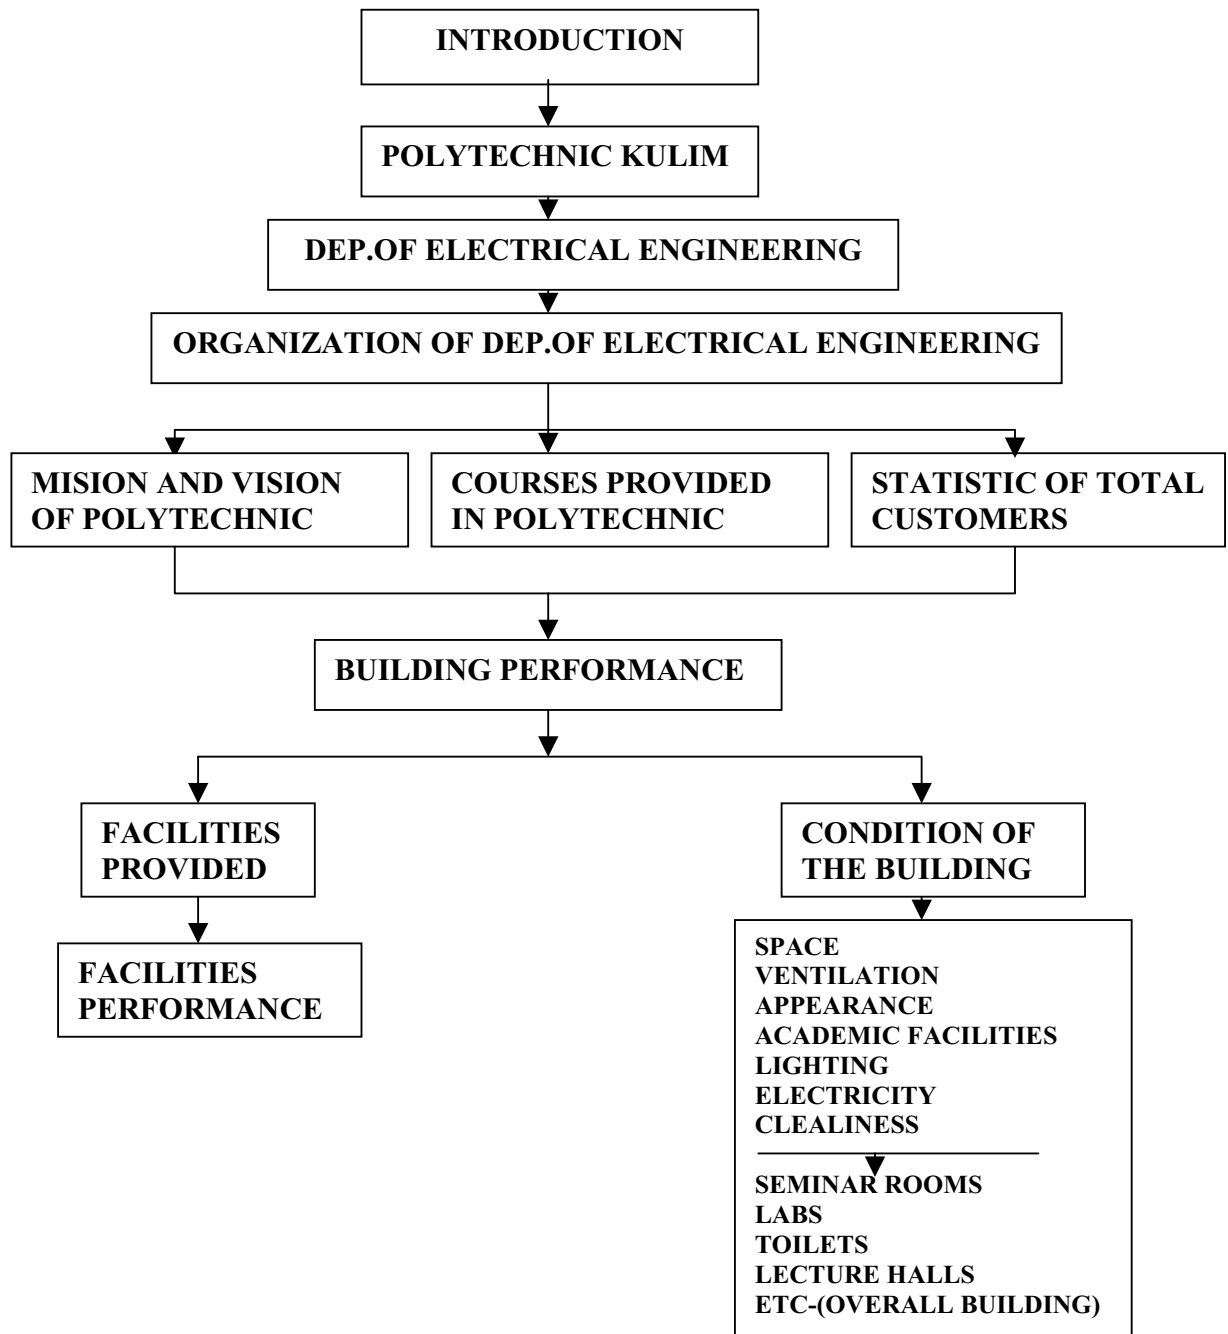 INTRODUCTION
POLYTECHNIC KULIM
DEP.OF ELECTRICAL ENGINEERING
ORGANIZATION OF DEP.OF ELECTRICAL ENGINEERING
MISION AND VISION
OF POLYTECHNIC
COURSES PROVIDED
IN POLYTECHNIC
STATISTIC OF TOTAL
CUSTOMERS
BUILDING PERFORMANCE
FACILITIES
PROVIDED
CONDITION OF
THE BUILDING
FACILITIES
PERFORMANCE
SPACE
VENTILATION
APPEARANCE
ACADEMIC FACILITIES
LIGHTING
ELECTRICITY
CLEALINESS
SEMINAR ROOMS
LABS
TOILETS
LECTURE HALLS
ETC-(OVERALL BUILDING)